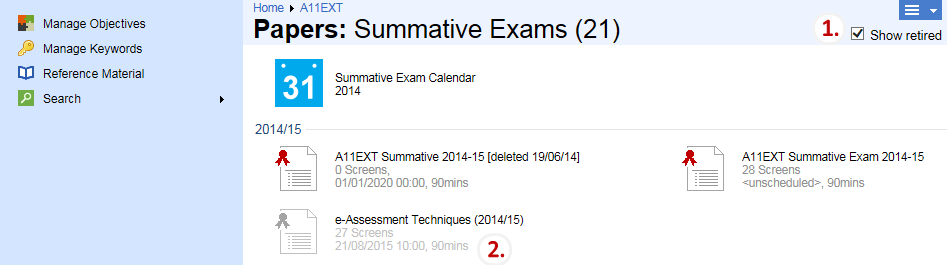 Manage Objectives
Manage Keywords
Reference Material
Search
Home A11EXT
Papers: Summative Exams (21)
1.
Show retired
31
Summative Exam Calendar
2014
2014/15
A11EXT Summative 2014-15 [deleted 19/06/14]
0 Screens,
01/01/2020 00:00, 90mins
A11EXT Summative Exam 2014-15
28 Screens
<unscheduled>, 90mins
e-Assessment Techniques (2014/15)
27 Screens
21/08/2015 10:00, 90mins
2.